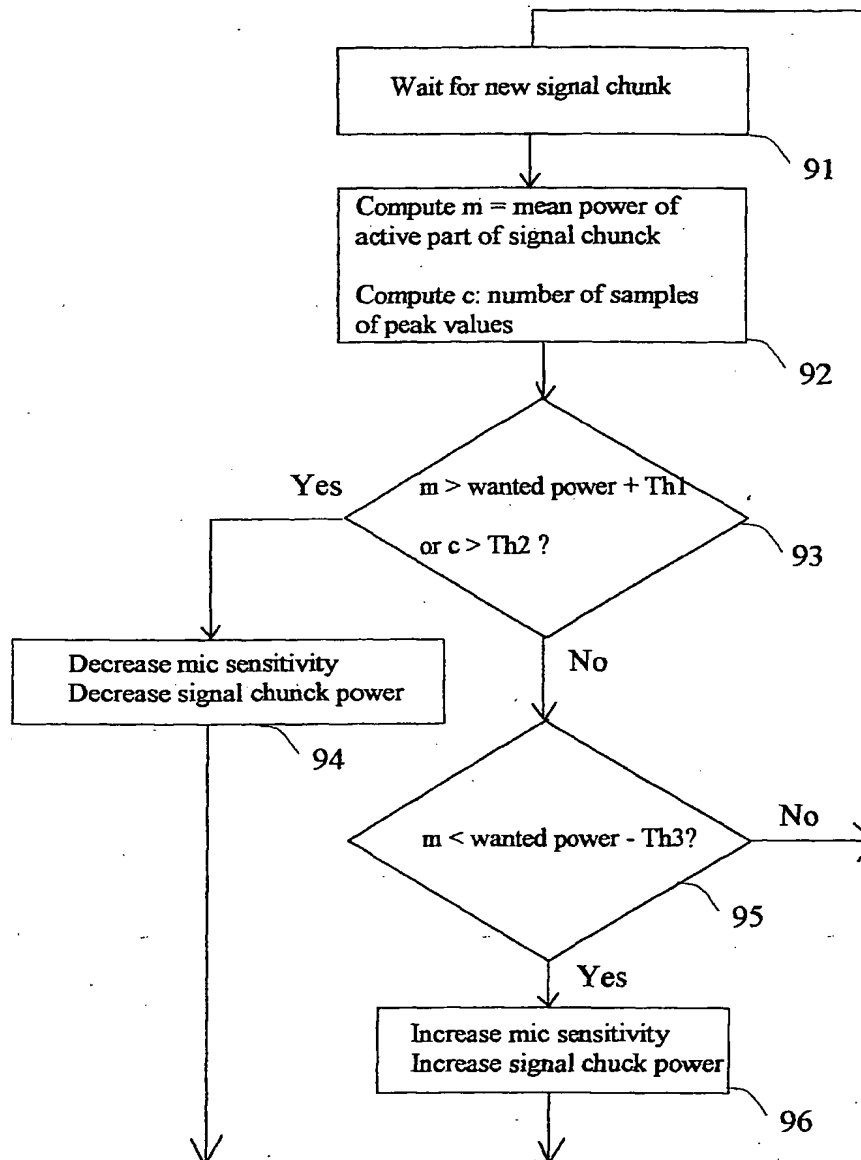 Wait for new signal chunk
91
Compute m = mean power of
active part of signal chunck
Compute c: number of samples
of peak values
92
Yes
m > wanted power + Th1
or c > Th2 ?
93
No
Decrease mic sensitivity
Decrease signal chunck power
94
m < wanted power - Th3?
No
95
Yes
Increase mic sensitivity
Increase signal chuck power
96